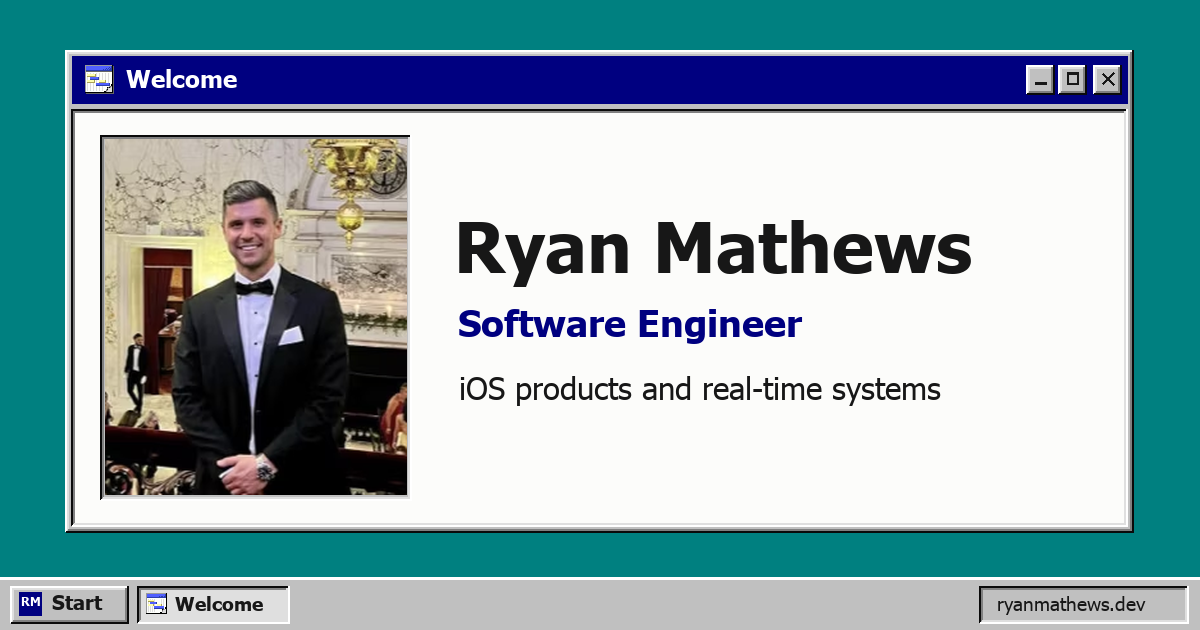 Welcome
Ryan Mathews
Software Engineer
iOS products and real-time systems
RM Start
Welcome
ryanmathews.dev